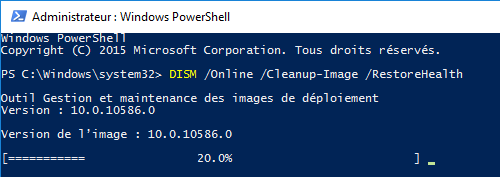 Administrateur : Windows PowerShell
Windows PowerShell
Copyright (C) 2015 Microsoft Corporation. Tous droits réservés.
PS C:\Windows\system32> DISM /Online /Cleanup-Image /RestoreHealth
Outil Gestion et maintenance des images de déploiement
Version : 10.0.10586.0
Version de l'image : 10.0.10586.0
[=========== 20.0% ] _